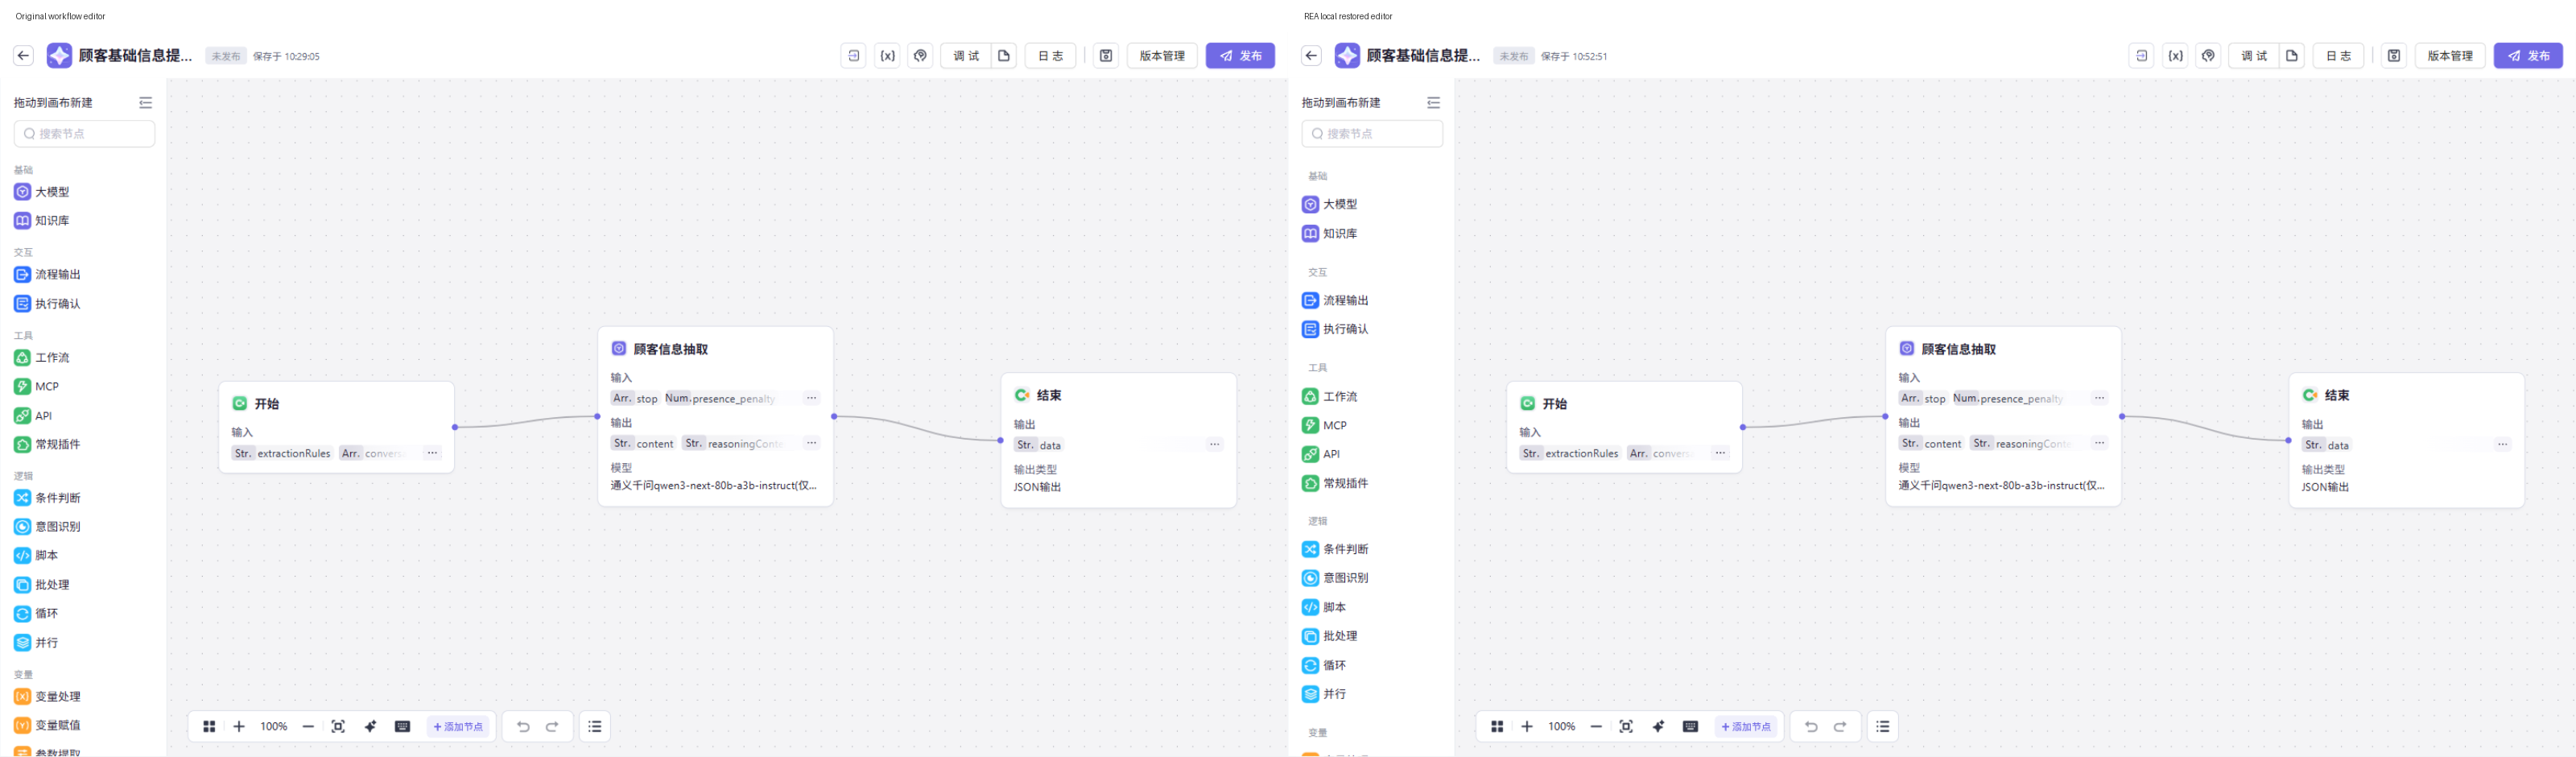 Original workflow editor
顾客基础信息提...
未发布
保存于 10:29:05
{x}
调 试
日 志
版本管理
发布
拖动到画布新建
搜索节点
基础
大模型
知识库
交互
流程输出
执行确认
工具
工作流
MCP
API
常规插件
逻辑
条件判断
意图识别
脚本
批处理
循环
并行
变量
变量处理
变量赋值
参数提取
开始
输入
Str. extractionRules Arr. convers
...
顾客信息抽取
输入
Arr. stop Num. presence_penalty
...
输出
Str. content Str. reasoningConte
...
模型
通义千问qwen3-next-80b-a3b-instruct(仅...
结束
输出
Str. data
...
输出类型
JSON输出
100%
+添加节点
REA local restored editor
顾客基础信息提...
未发布
保存于 10:52:51
{x}
调 试
日 志
版本管理
发布
拖动到画布新建
搜索节点
基础
大模型
知识库
交互
流程输出
执行确认
工具
工作流
MCP
API
常规插件
逻辑
条件判断
意图识别
脚本
批处理
循环
并行
变量
开始
输入
Str. extractionRules Arr. convers
...
顾客信息抽取
输入
Arr. stop Num. presence_penalty
...
输出
Str. content Str. reasoningConte
...
模型
通义千问qwen3-next-80b-a3b-instruct(仅...
结束
输出
Str. data
...
输出类型
JSON输出
100%
+添加节点